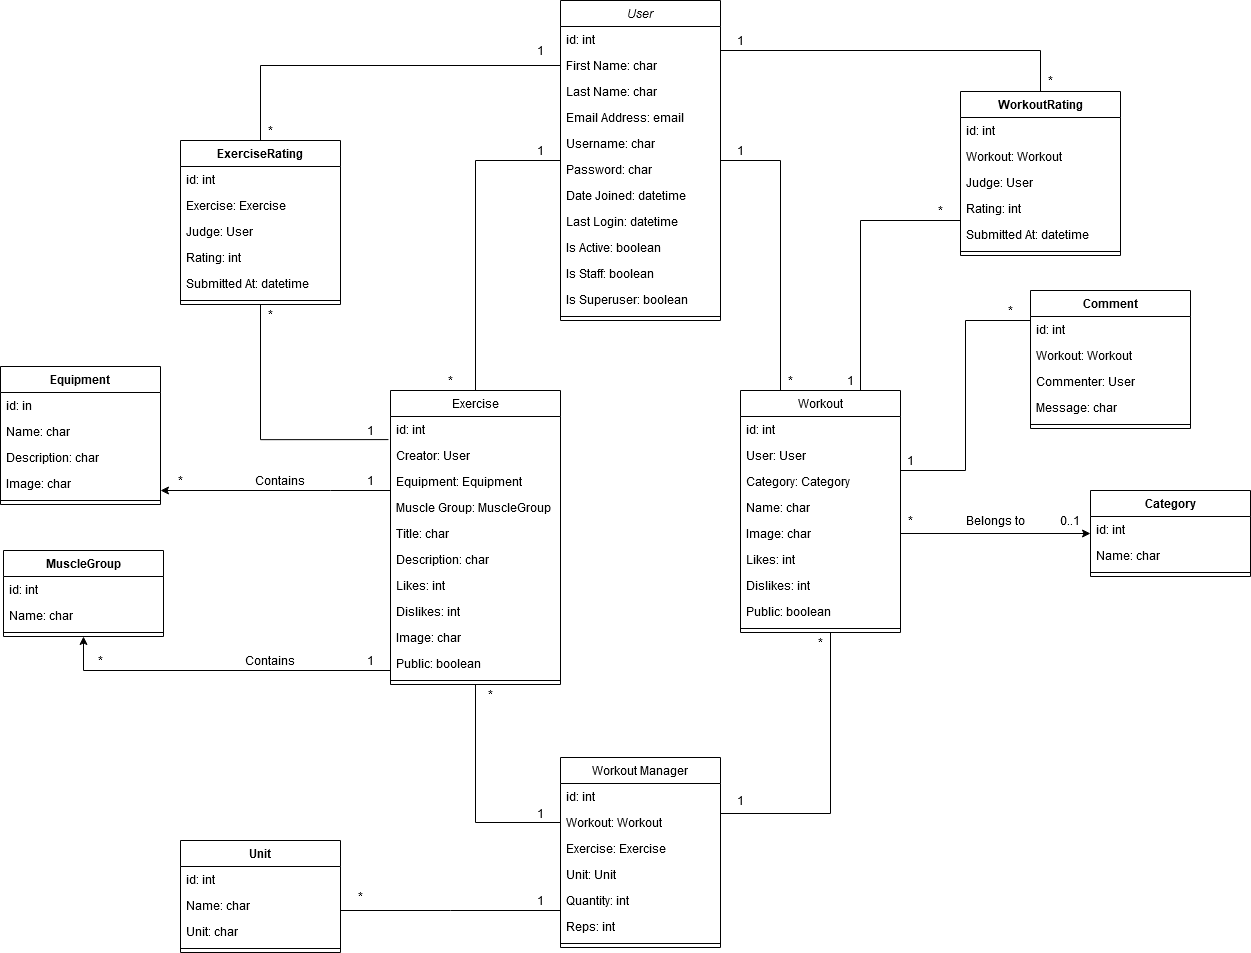 User
id: int
First Name: char
Last Name: char
Email Address: email
Username: char
Password: char
Date Joined: datetime
Last Login: datetime
Is Active: boolean
Is Staff: boolean
Is Superuser: boolean
1
*
1
*
1
*
1
*
ExerciseRating
id: int
Exercise: Exercise
Judge: User
Rating: int
Submitted At: datetime
*
1
WorkoutRating
id: int
Workout: Workout
Judge: User
Rating: int
Submitted At: datetime
*
1
Comment
id: int
Workout: Workout
Commenter: User
Message: char
*
1
Equipment
id: in
Name: char
Description: char
Image: char
* Contains 1
Exercise
id: int
Creator: User
Equipment: Equipment
Muscle Group: MuscleGroup
Title: char
Description: char
Likes: int
Dislikes: int
Image: char
Public: boolean
Workout
id: int
User: User
Category: Category
Name: char
Image: char
Likes: int
Dislikes: int
Public: boolean
* Belongs to 0..1
Category
id: int
Name: char
MuscleGroup
id: int
Name: char
* Contains 1
*
1
*
1
Workout Manager
id: int
Workout: Workout
Exercise: Exercise
Unit: Unit
Quantity: int
Reps: int
Unit
id: int
Name: char
Unit: char
*
1